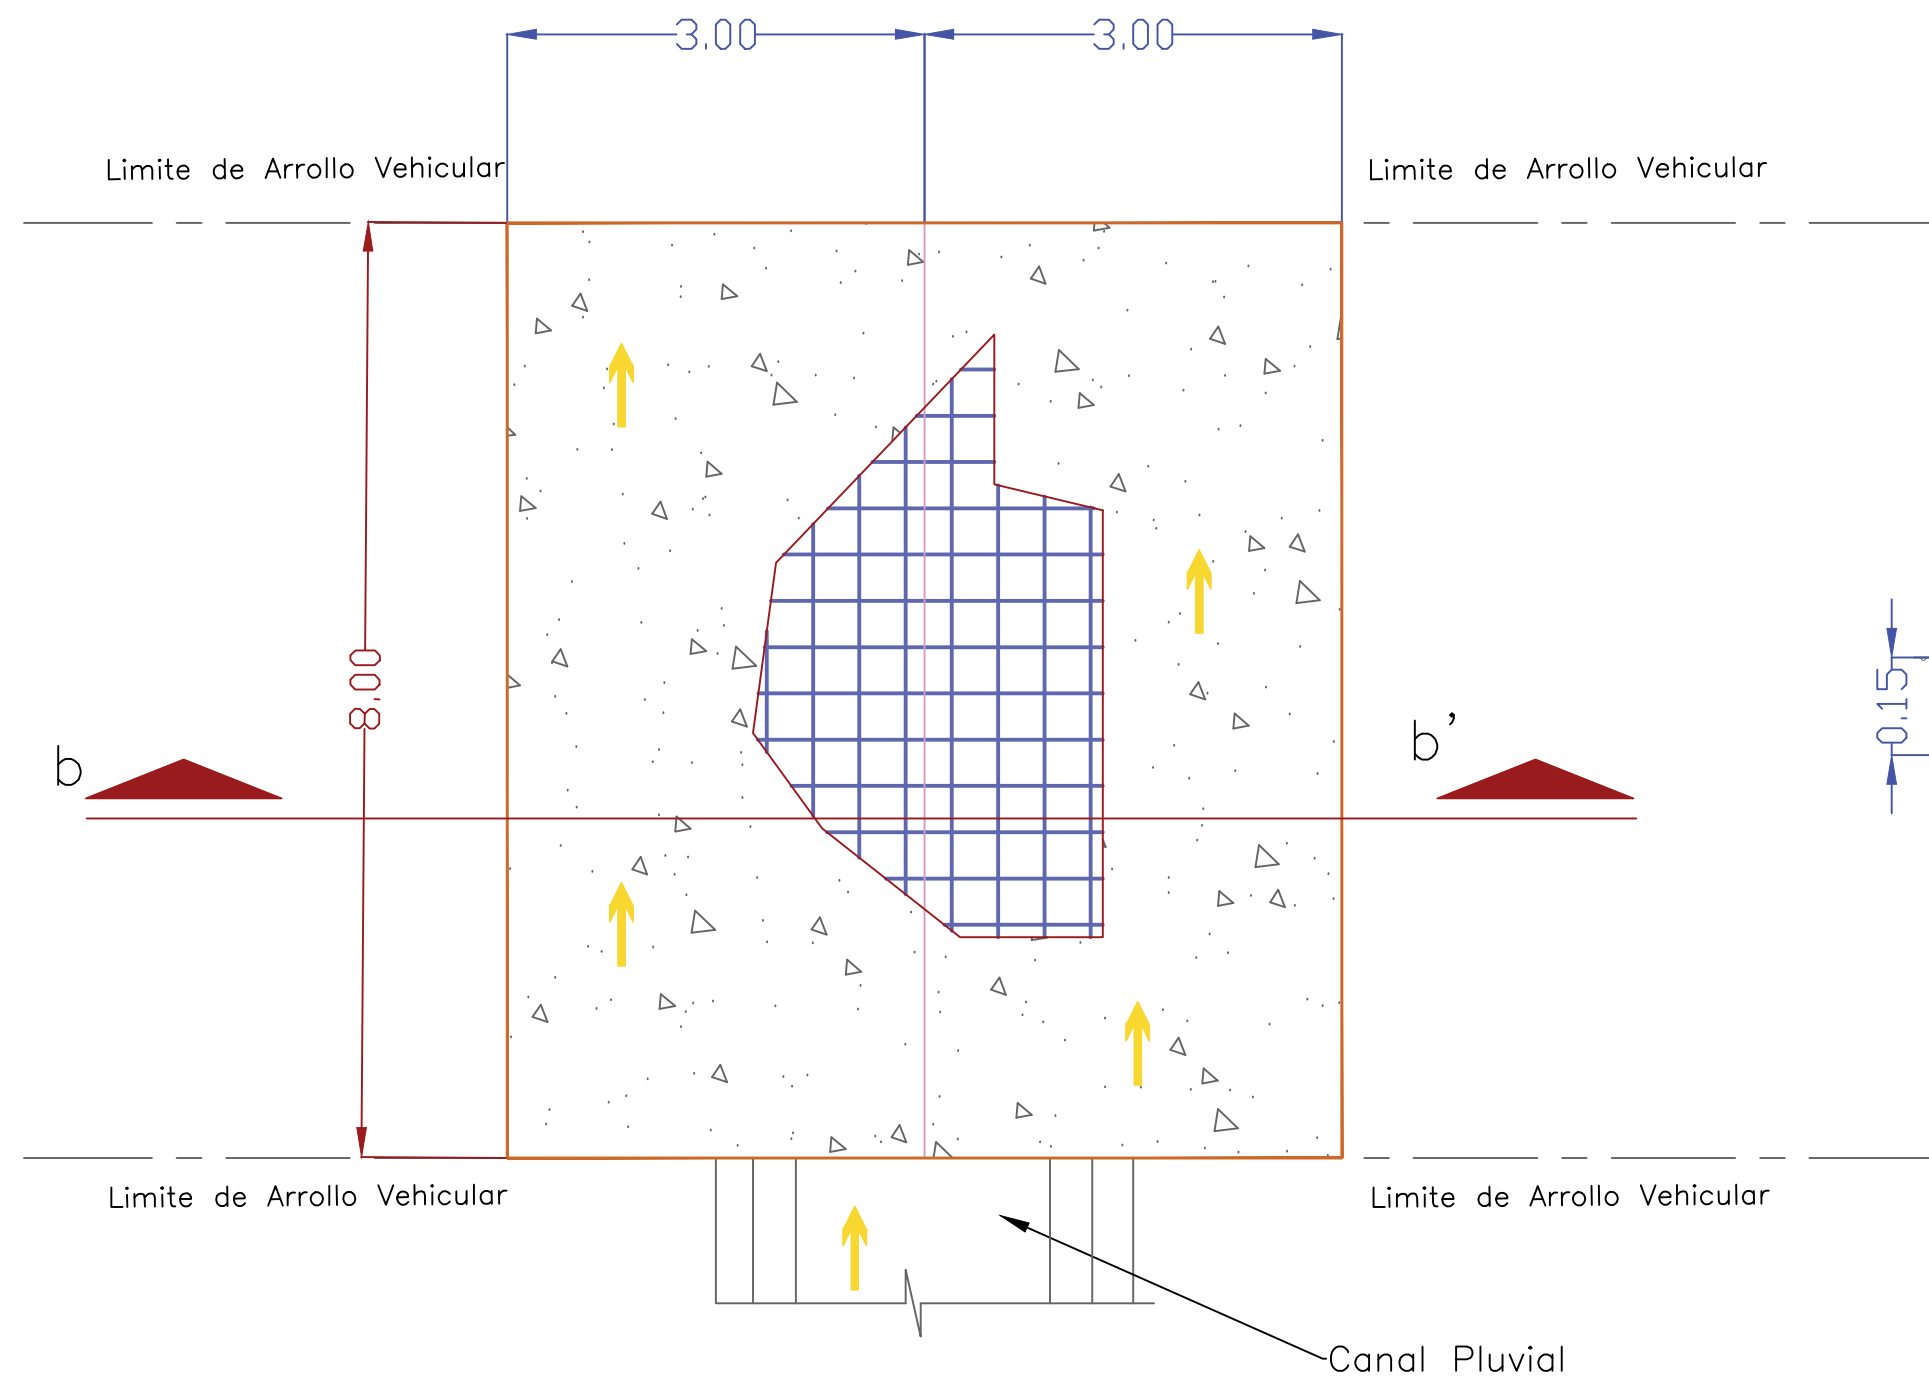 3.00 3.00
Limite de Arrollo Vehicular Limite de Arrollo Vehicular
8.00
0.15
b b'
Limite de Arrollo Vehicular Limite de Arrollo Vehicular
Canal Pluvial